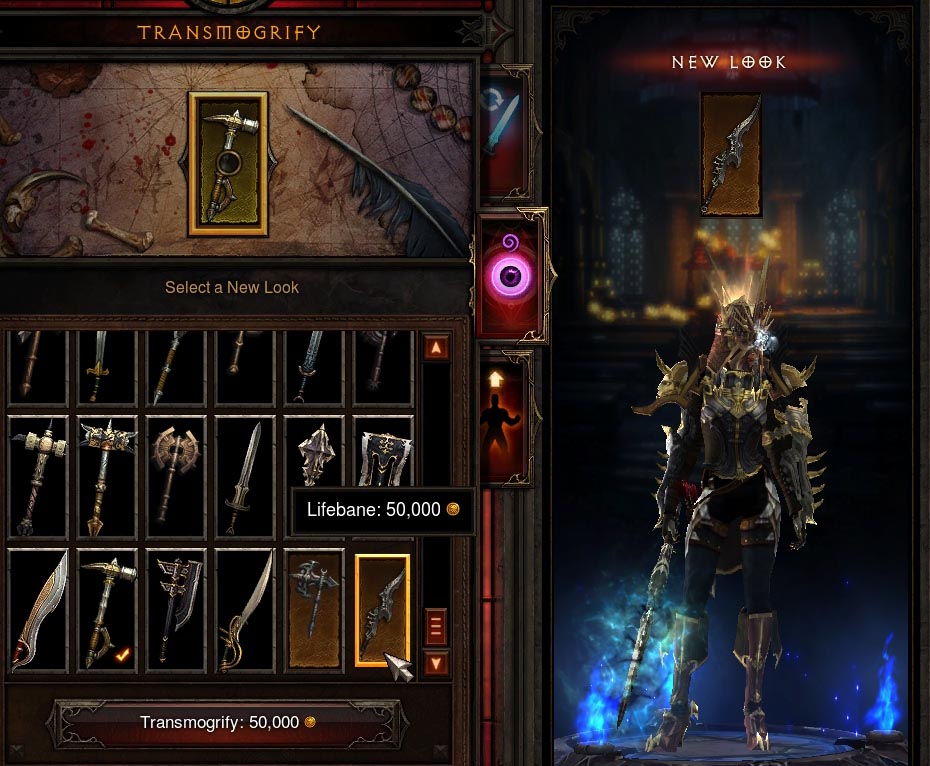 TRANSMOGRIFY
NEW LOOK
Select a New Look
Lifebane: 50,000
Transmogrify: 50,000